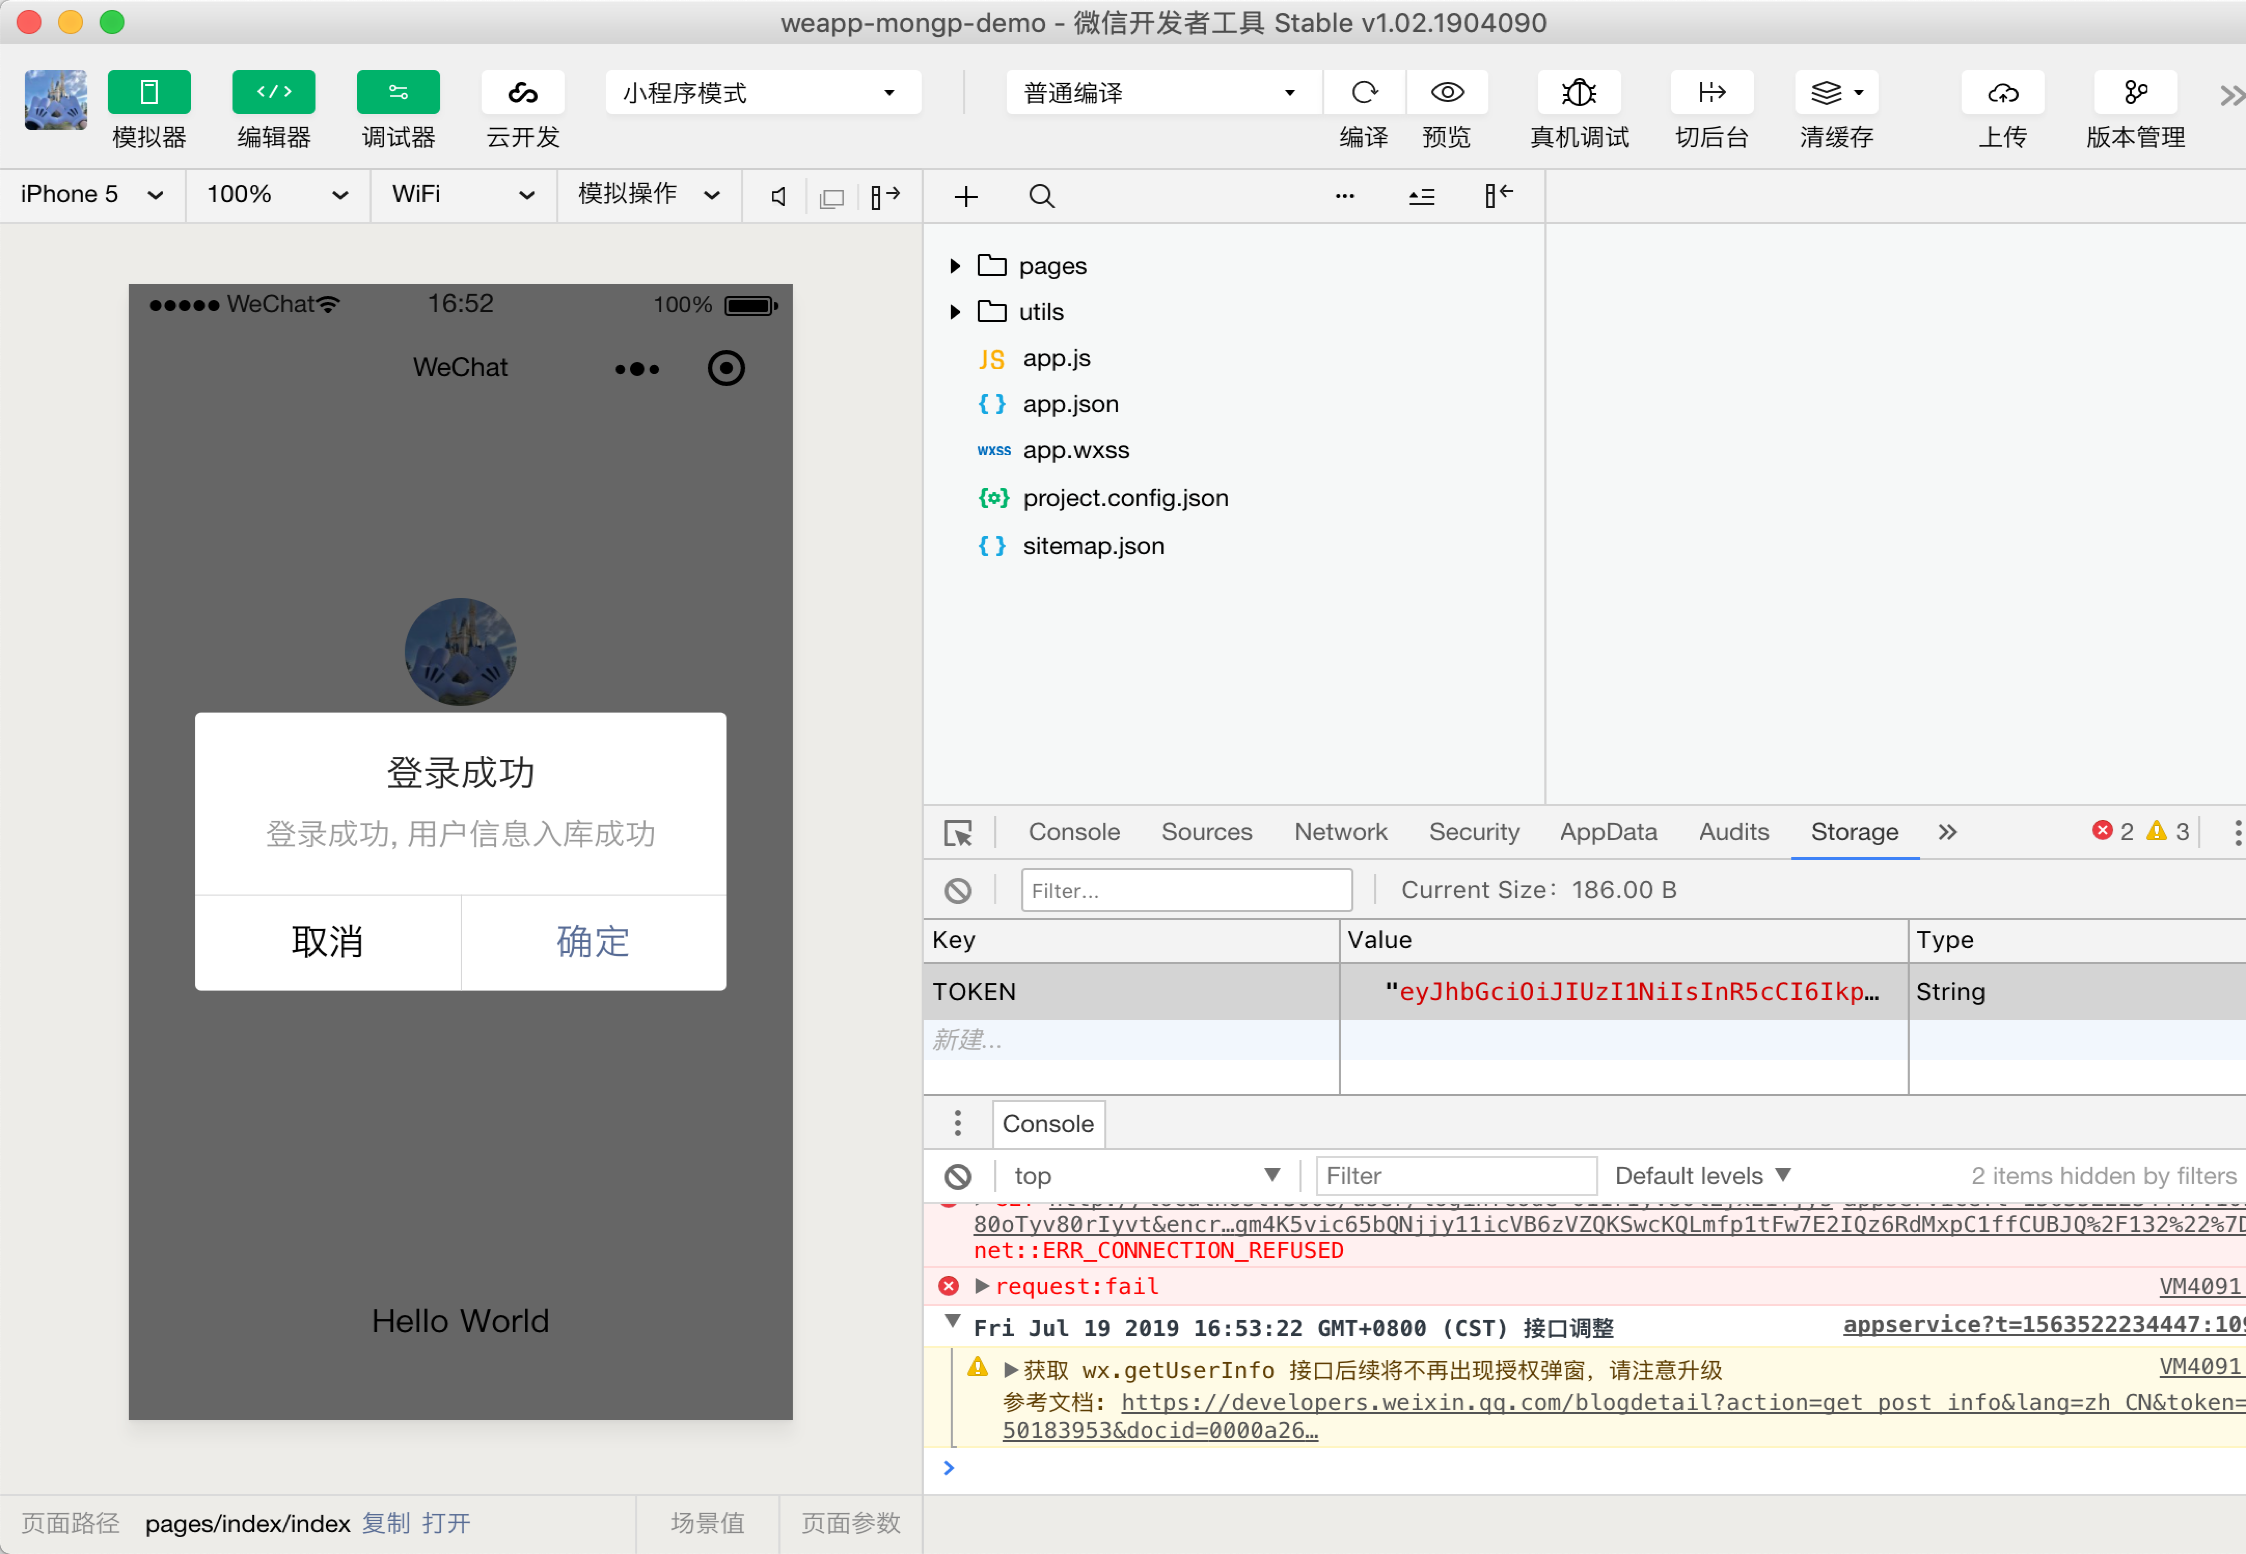 weapp-mongp-demo - 微信开发者工具 Stable v1.02.1904090
模拟器
编辑器
调试器
云开发
小程序模式
普通编译
编译
预览
真机调试
切后台
清缓存
上传
版本管理
iPhone 5
100%
WiFi
模拟操作
WeChat
16:52
100%
WeChat
登录成功
登录成功, 用户信息入库成功
取消
确定
Hello World
pages
utils
JS app.js
{ } app.json
wxss app.wxss
project.config.json
{ } sitemap.json
Console Sources Network Security AppData Audits Storage
2 3
Filter...
Current Size: 186.00 B
Key Value Type
TOKEN "eyJhbGciOiJIUzI1NiIsInR5cCI6Ikp… String
新建...
Console
top
Filter
Default levels
2 items hidden by filters
80oTyv80rIyvt&encr…gm4K5vic65bQNjjy11icVB6zVZQKSwcKQLmfp1tFw7E2IQz6RdMxpC1ffCUBJQ%2F132%22%7D
net::ERR_CONNECTION_REFUSED
request:fail VM4091
Fri Jul 19 2019 16:53:22 GMT+0800 (CST) 接口调整 appservice?t=1563522234447:109
获取 wx.getUserInfo 接口后续将不再出现授权弹窗，请注意升级 VM4091
参考文档: https://developers.weixin.qq.com/blogdetail?action=get_post_info&lang=zh_CN&token=
50183953&docid=0000a26…
页面路径 pages/index/index 复制 打开 场景值 页面参数